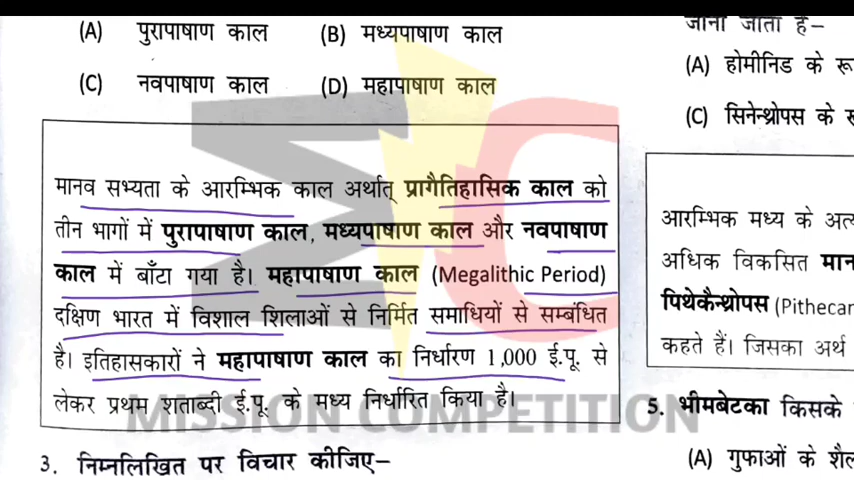 (A) पुरापाषाण काल (B) मध्यपाषाण काल
(C) नवपाषाण काल (D) महापाषाण काल
मानव सभ्यता के आरम्भिक काल अर्थात् प्रागैतिहासिक काल को
तीन भागों में पुरापाषाण काल, मध्यपाषाण काल और नवपाषाण
काल में बाँटा गया है। महापाषाण काल (Megalithic Period)
दक्षिण भारत में विशाल शिलाओं से निर्मित समाधियों से सम्बंधित
है। इतिहासकारों ने महापाषाण काल का निर्धारण 1,000 ई.पू. से
लेकर प्रथम शताब्दी ई.पू. के मध्य निर्धारित किया है।
MISSION COMPETITION
3. निम्नलिखित पर विचार कीजिए–
जाना जाता है–
(A) होमीनिड के
(C) सिनेन्थ्रोपस के
आरम्भिक मध्य के
अधिक विकसित
पिथेकैन्थ्रोपस
कहते हैं। जिसका अर्थ
5. भीमबेटका किसके
(A) गुफाओं के